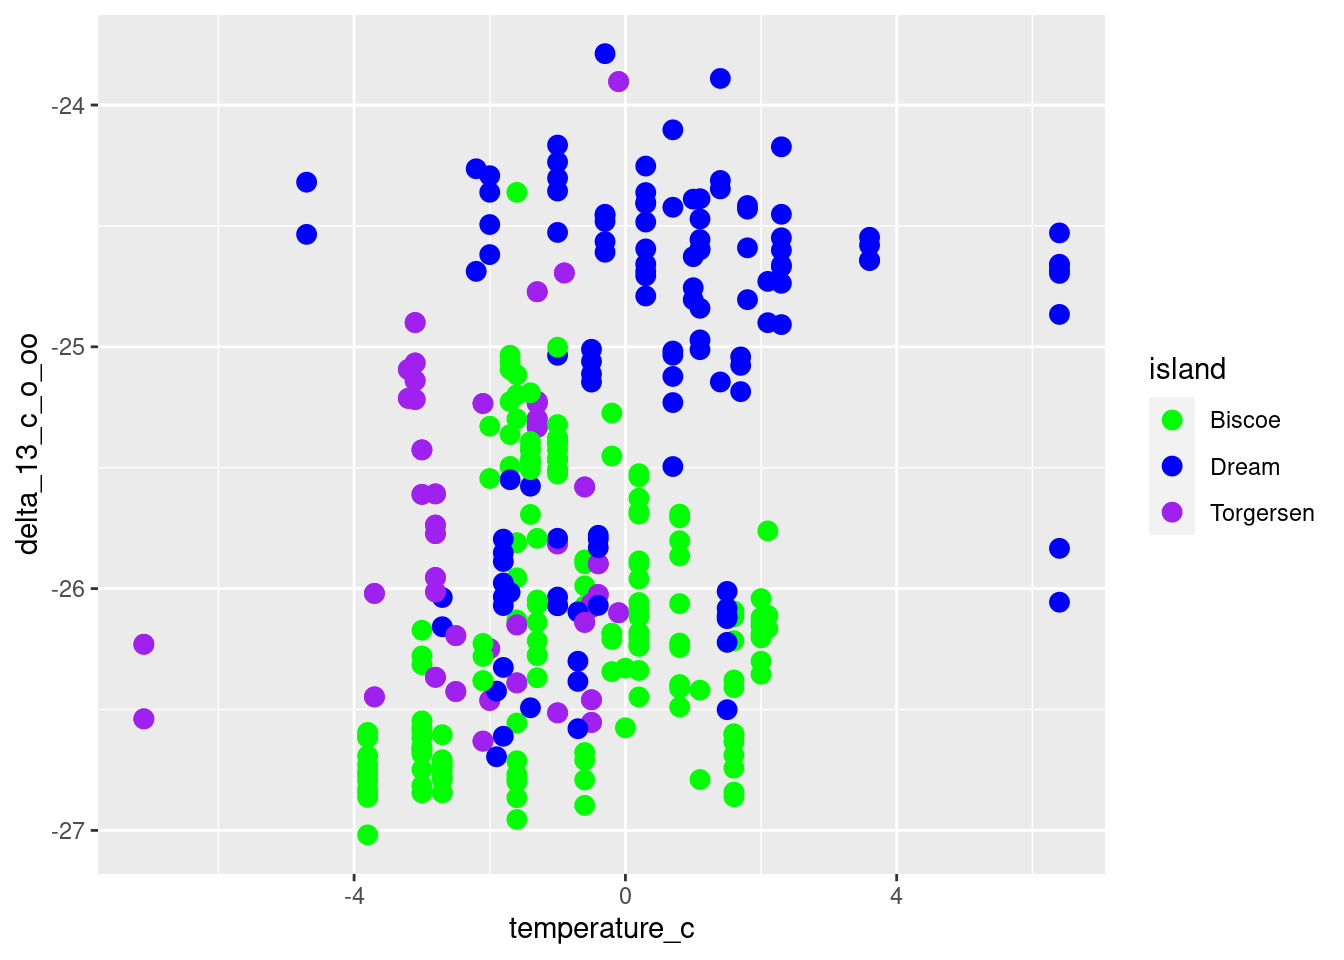 -24
-25
-26
-27
delta_13_c_o_oo
-4
0
4
temperature_c
island
Biscoe
Dream
Torgersen